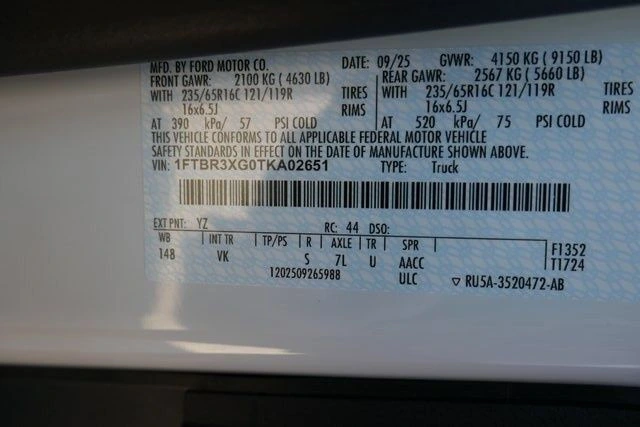 MFD. BY FORD MOTOR CO. DATE: 09/25 GVWR: 4150 KG (9150 LB)
FRONT GAWR: 2100 KG (4630 LB) REAR GAWR: 2567 KG (5660 LB)
WITH 235/65R16C 121/119R TIRES WITH 235/65R16C 121/119R TIRES
16x6.5J RIMS 16x6.5J RIMS
AT 390 kPa/ 57 PSI COLD AT 520 kPa/ 75 PSI COLD
THIS VEHICLE CONFORMS TO ALL APPLICABLE FEDERAL MOTOR VEHICLE
SAFETY STANDARDS IN EFFECT ON THE DATE OF MANUFACTURE SHOWN ABOVE.
VIN: 1FTBR3XG0TKA02651 TYPE: Truck
EXT PNT: YZ RC: 44 DSO:
WB INT TR TP/PS R AXLE TR SPR F1352
148 VK S 7L U AACC T1724
1202509265988 ULC ▽ RU5A-3520472-AB